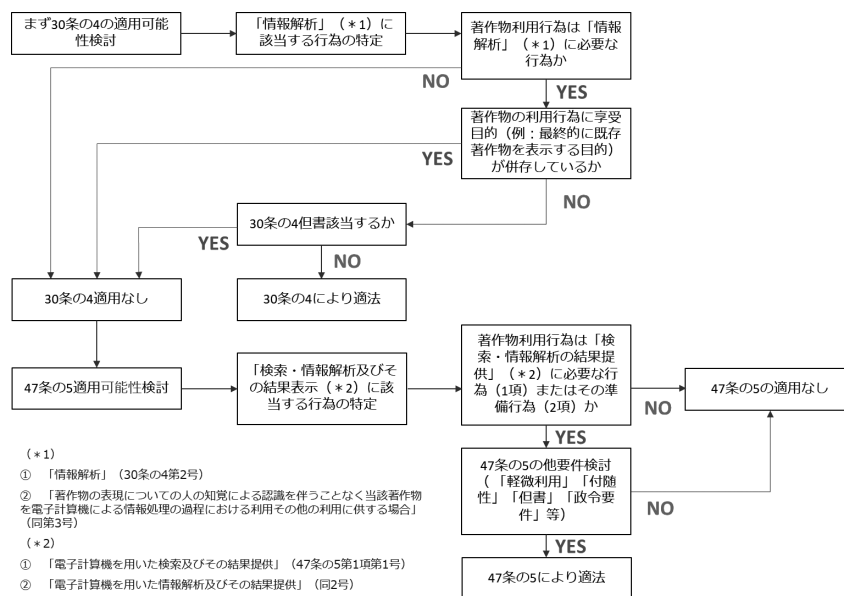 まず30条の4の適用可能
性検討
「情報解析」(*1)に
該当する行為の特定
著作物利用行為は「情報
解析」(*1)に必要な
行為か
NO
YES
著作物の利用行為に享受
目的(例:最終的に既存
著作物を表示する目的)
が併存しているか
YES
NO
30条の4但書該当するか
YES
NO
30条の4適用なし
30条の4により適法
47条の5適用可能性検討
「検索・情報解析及びそ
の結果表示(*2)に該
当する行為の特定
著作物利用行為は「検
索・情報解析の結果提
供」(*2)に必要な行
為(1項)またはその準
備行為(2項)か
47条の5の適用なし
NO
YES
47条の5の他要件検討
(「軽微利用」「付随
性」「但書」「政令要
件」等)
NO
YES
47条の5により適法
(*1)
① 「情報解析」(30条の4第2号)
② 「著作物の表現についての人の知覚による認識を伴うことなく当該著作物
を電子計算機による情報処理の過程における利用その他の利用に供する場合」
(同第3号)
(*2)
① 「電子計算機を用いた検索及びその結果提供」(47条の5第1項第1号)
② 「電子計算機を用いた情報解析及びその結果提供」(同2号)